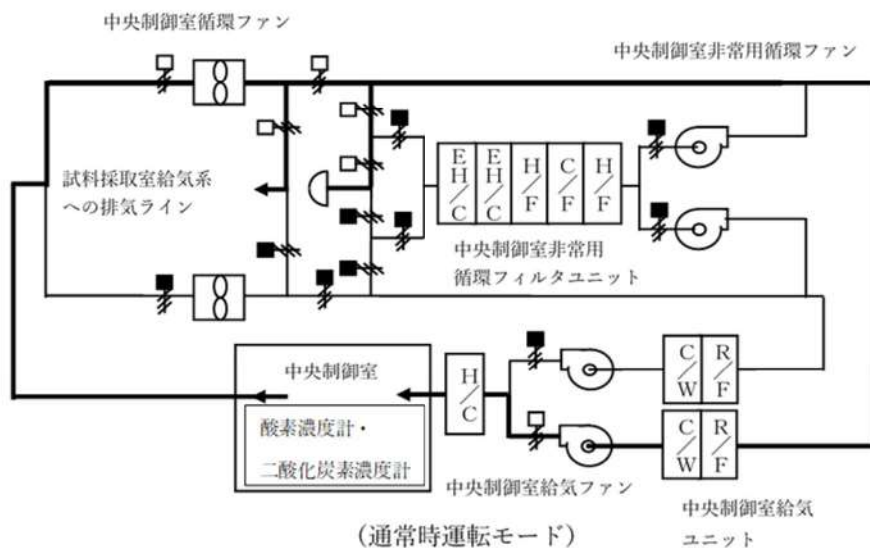 中央制御室循環ファン
中央制御室非常用循環ファン
試料採取室給気系
への排気ライン
EH/C
EH/C
H/F
C/F
H/F
中央制御室非常用
循環フィルタユニット
中央制御室
酸素濃度計・
二酸化炭素濃度計
H/C
C/W
R/F
C/W
R/F
中央制御室給気ファン
中央制御室給気
ユニット
(通常時運転モード)